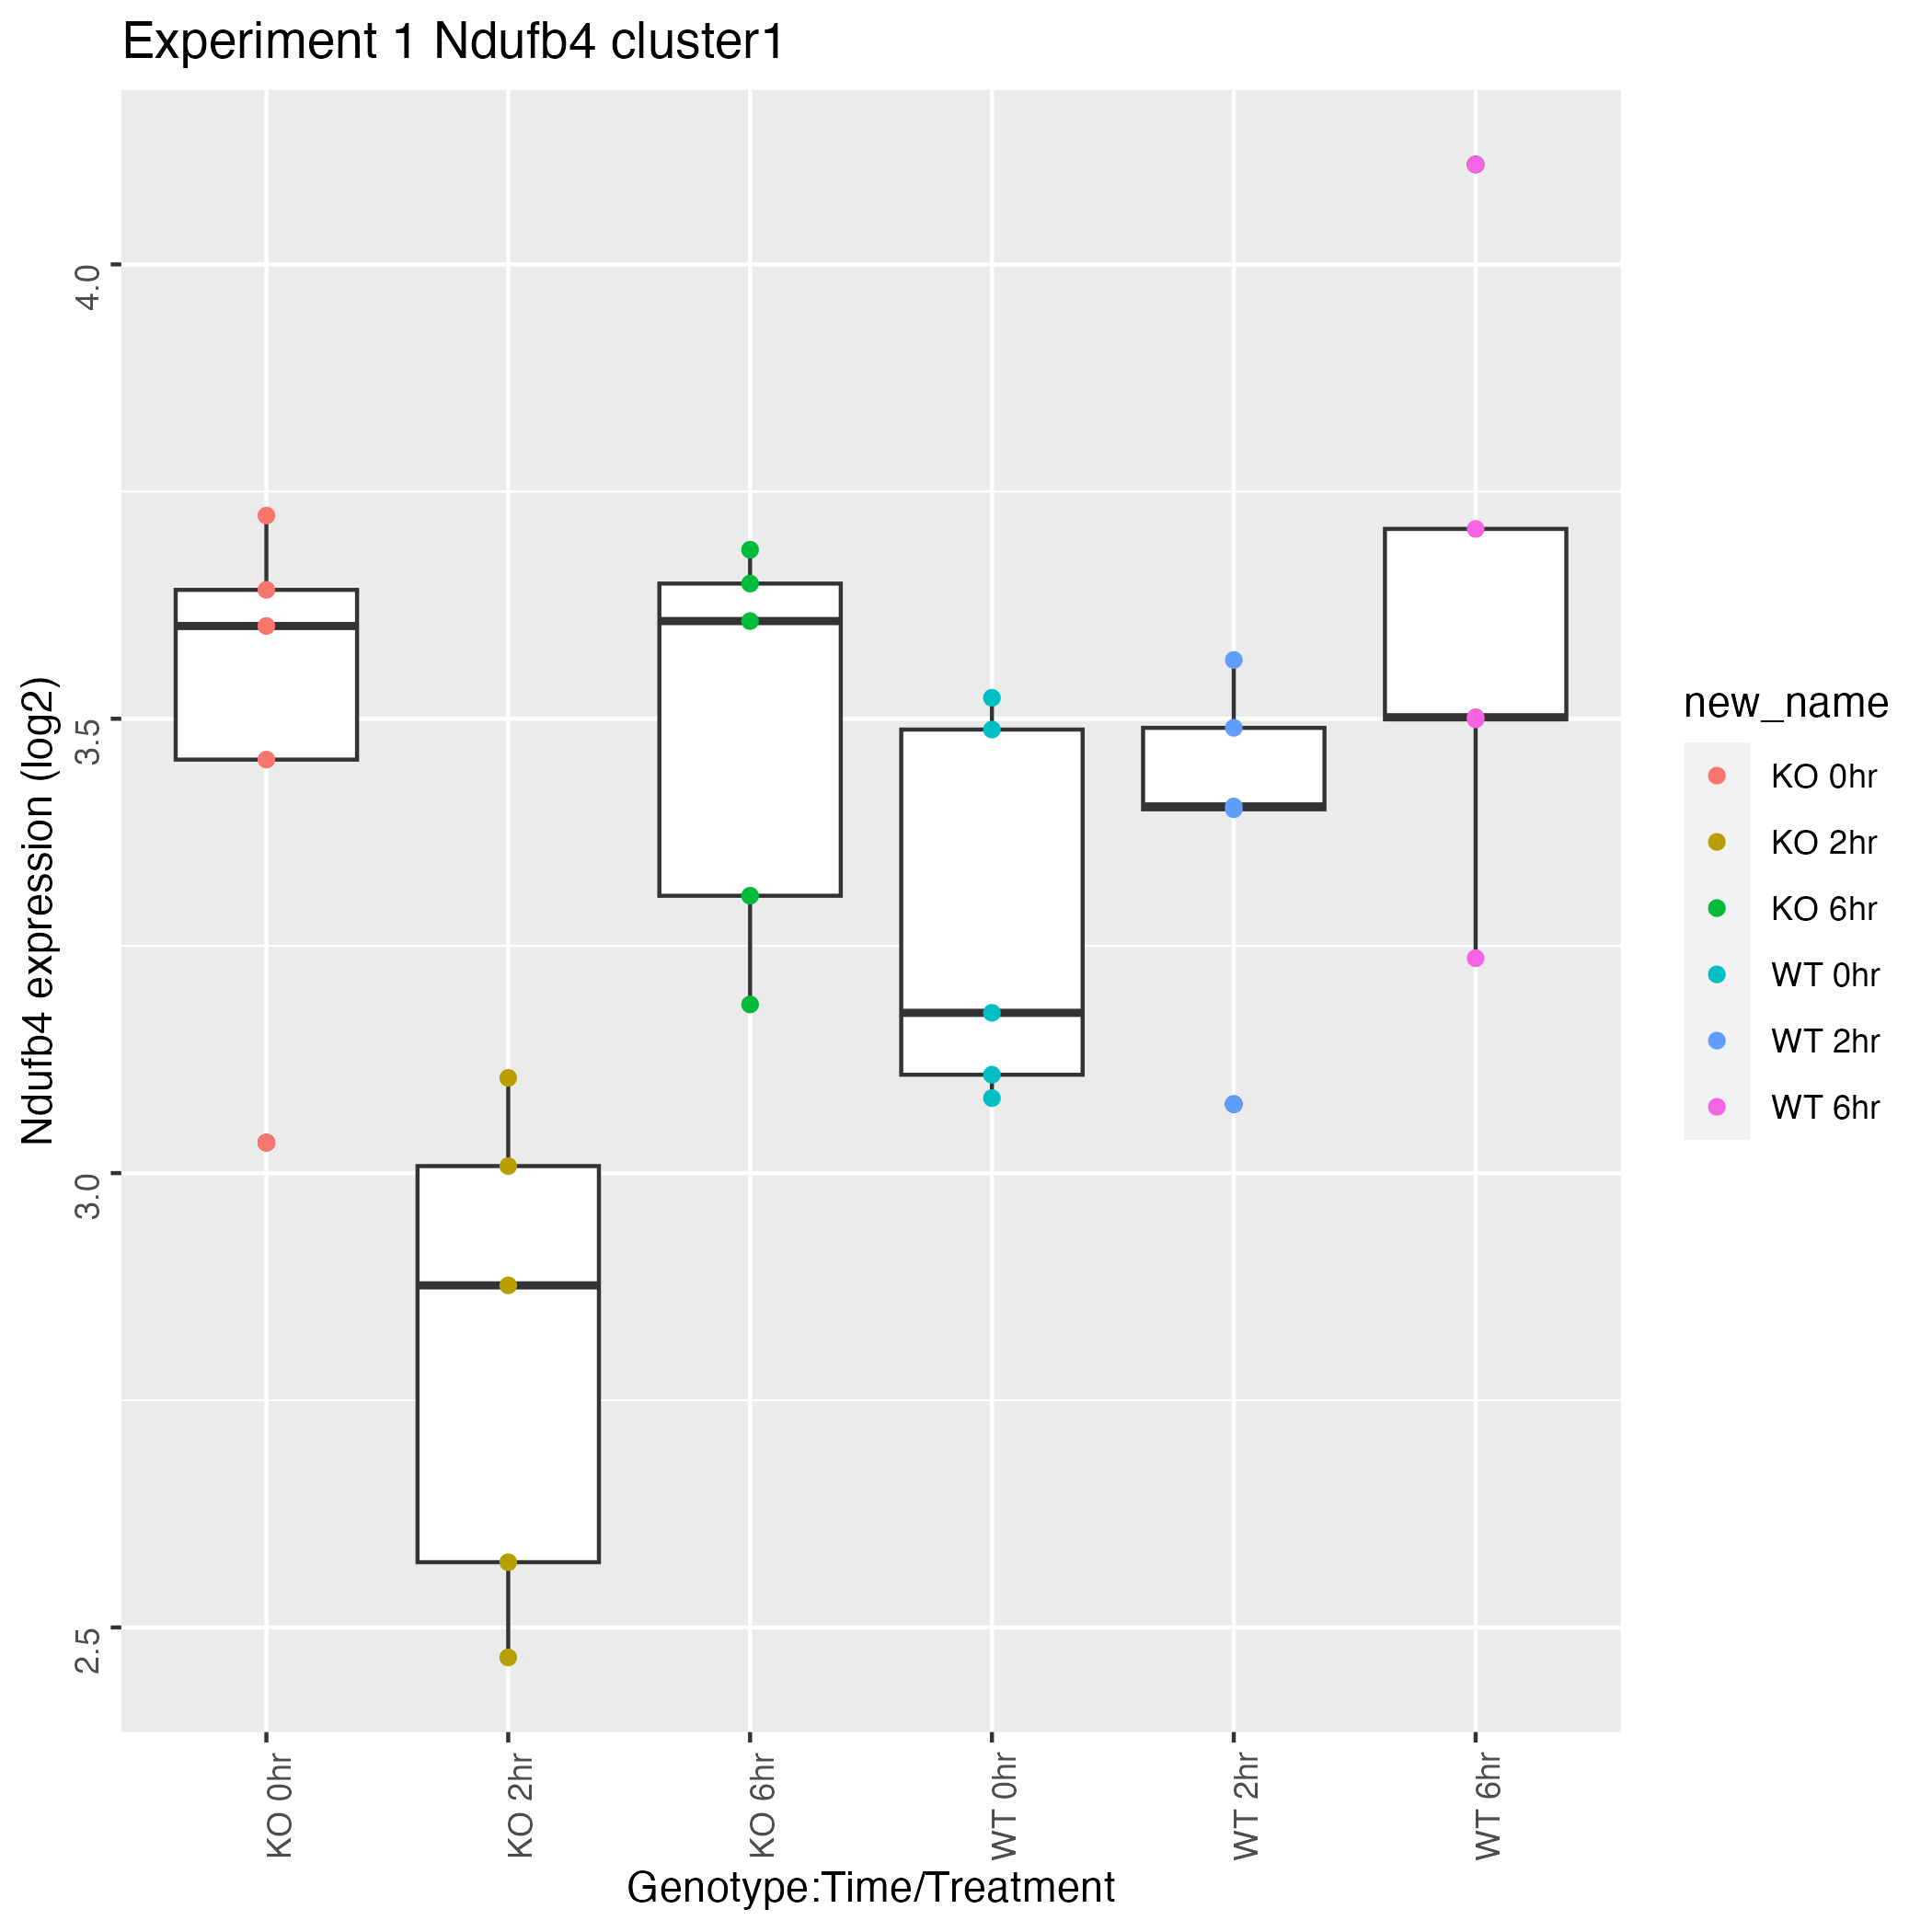 Experiment 1 Ndufb4 cluster1
Ndufb4 expression (log2)
4.0
3.5
3.0
2.5
KO 0hr
KO 2hr
KO 6hr
WT 0hr
WT 2hr
WT 6hr
Genotype:Time/Treatment
new_name
KO 0hr
KO 2hr
KO 6hr
WT 0hr
WT 2hr
WT 6hr